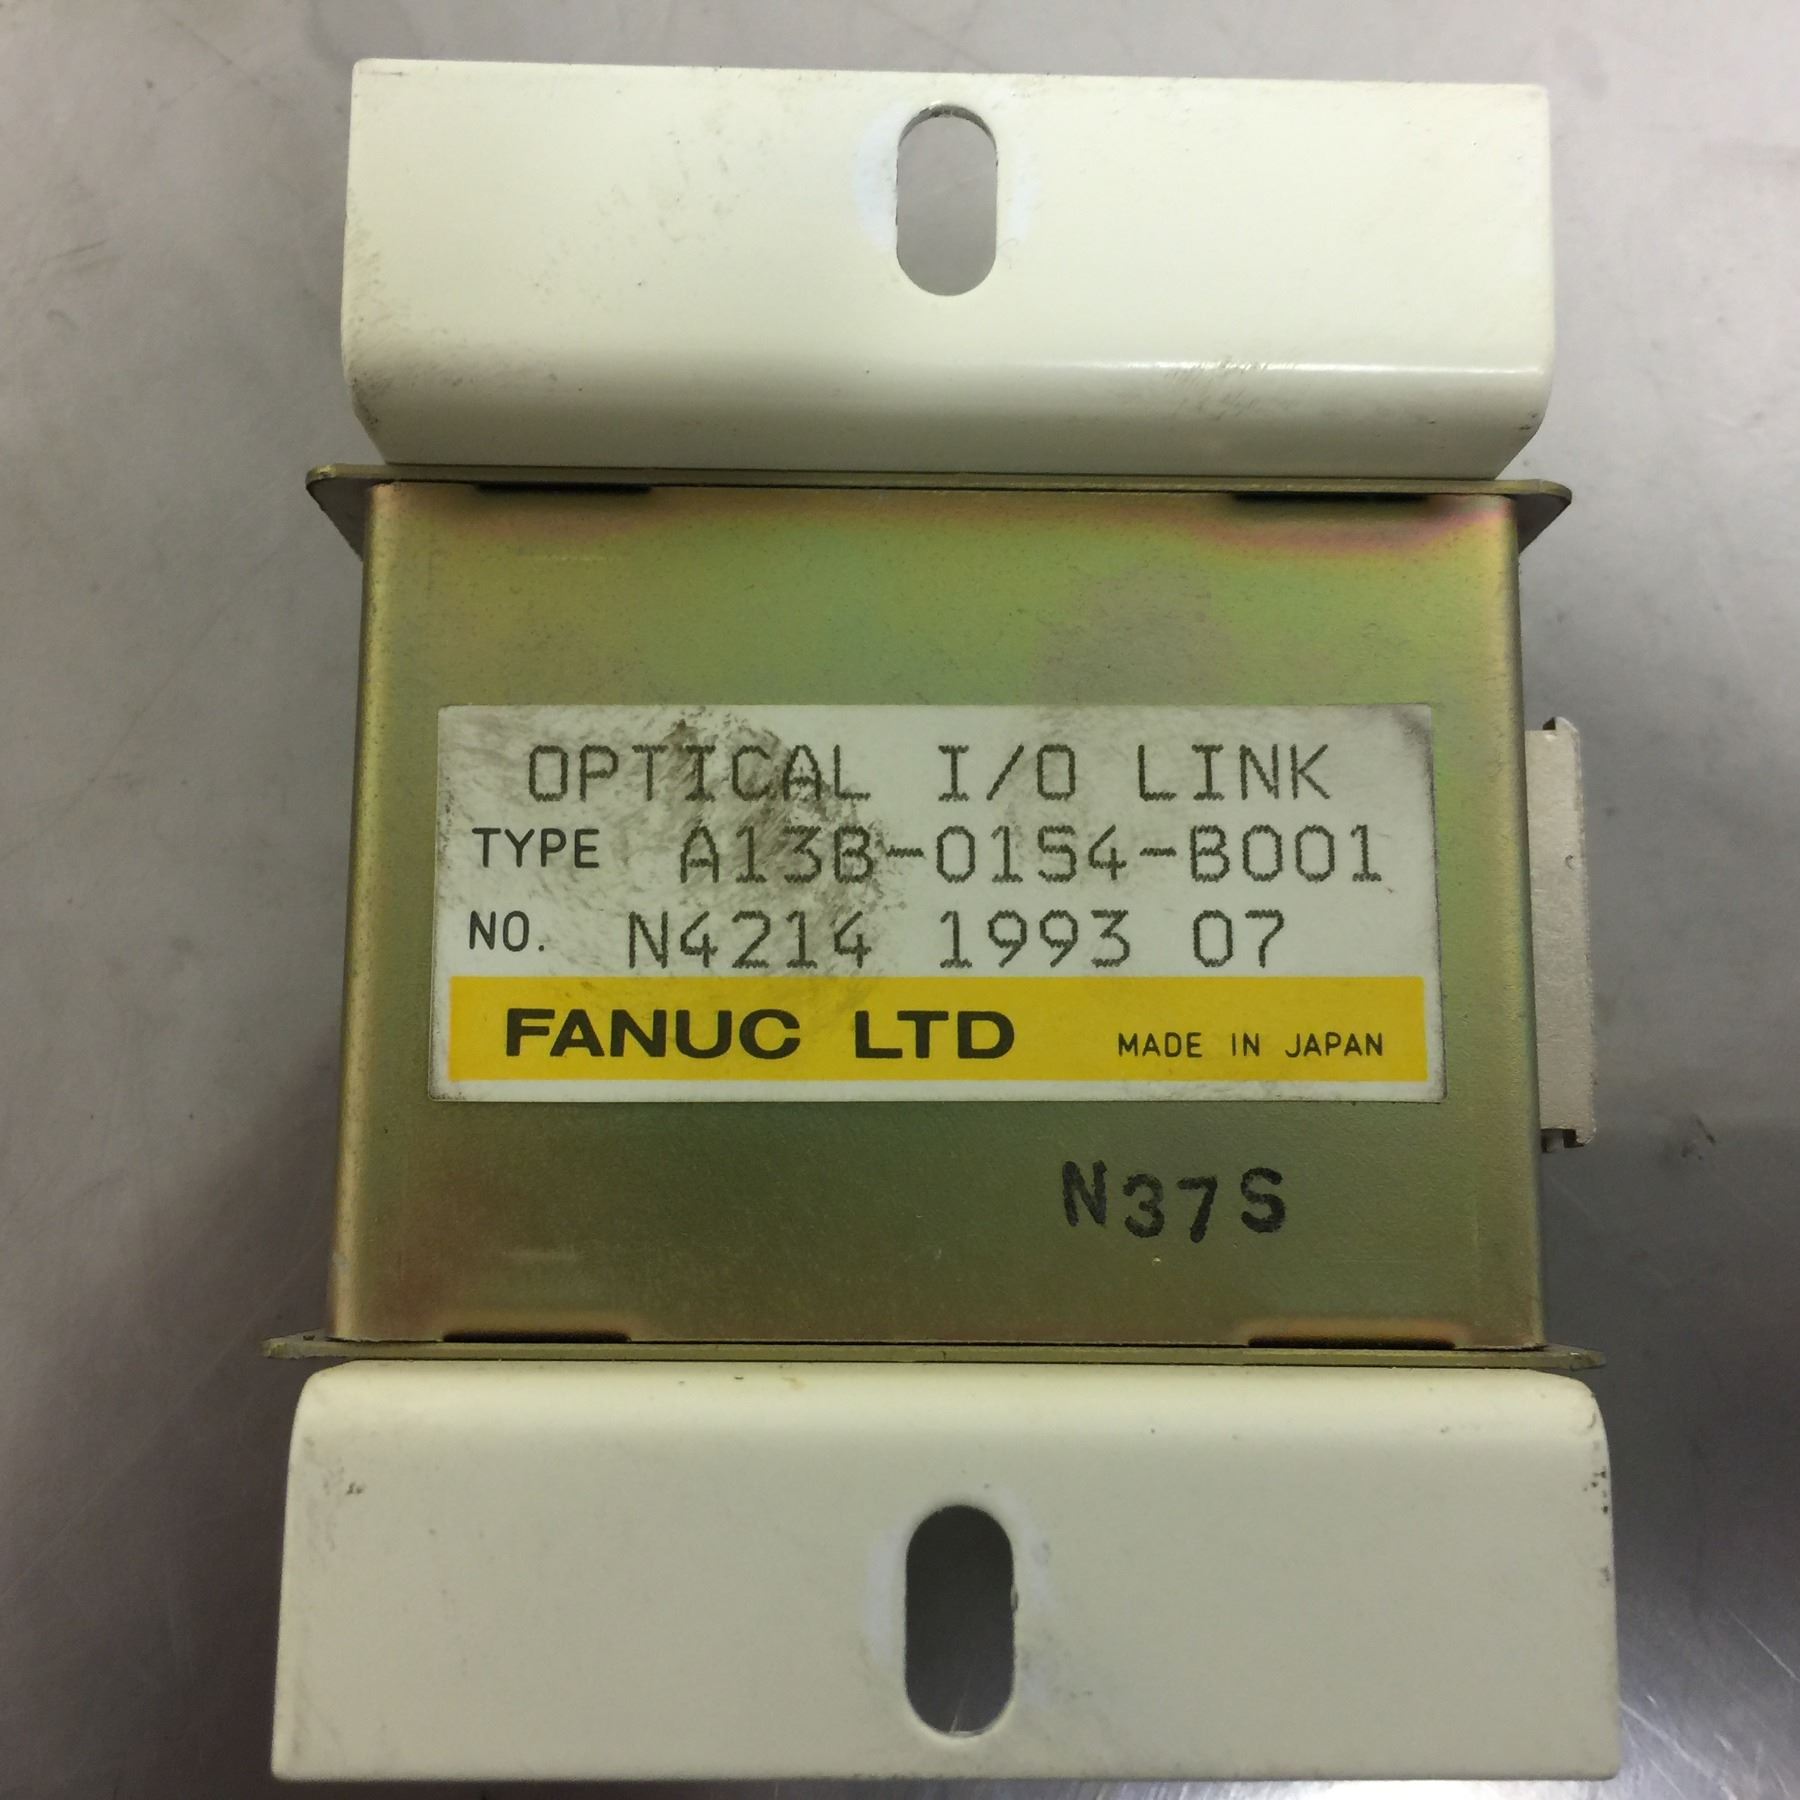 OPTICAL I/O LINK
TYPE A13B-0154-B001
NO. N4214 1993 07
FANUC LTD MADE IN JAPAN
N37S